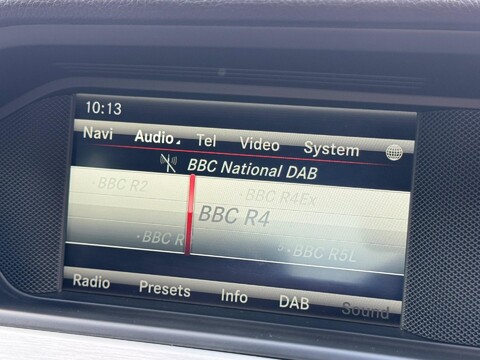 10:13
Navi Audio Tel Video System
BBC National DAB
BBC R2 BBC R4Ex
BBC R4
BBC R BBC R5L
Radio Presets Info DAB Sound